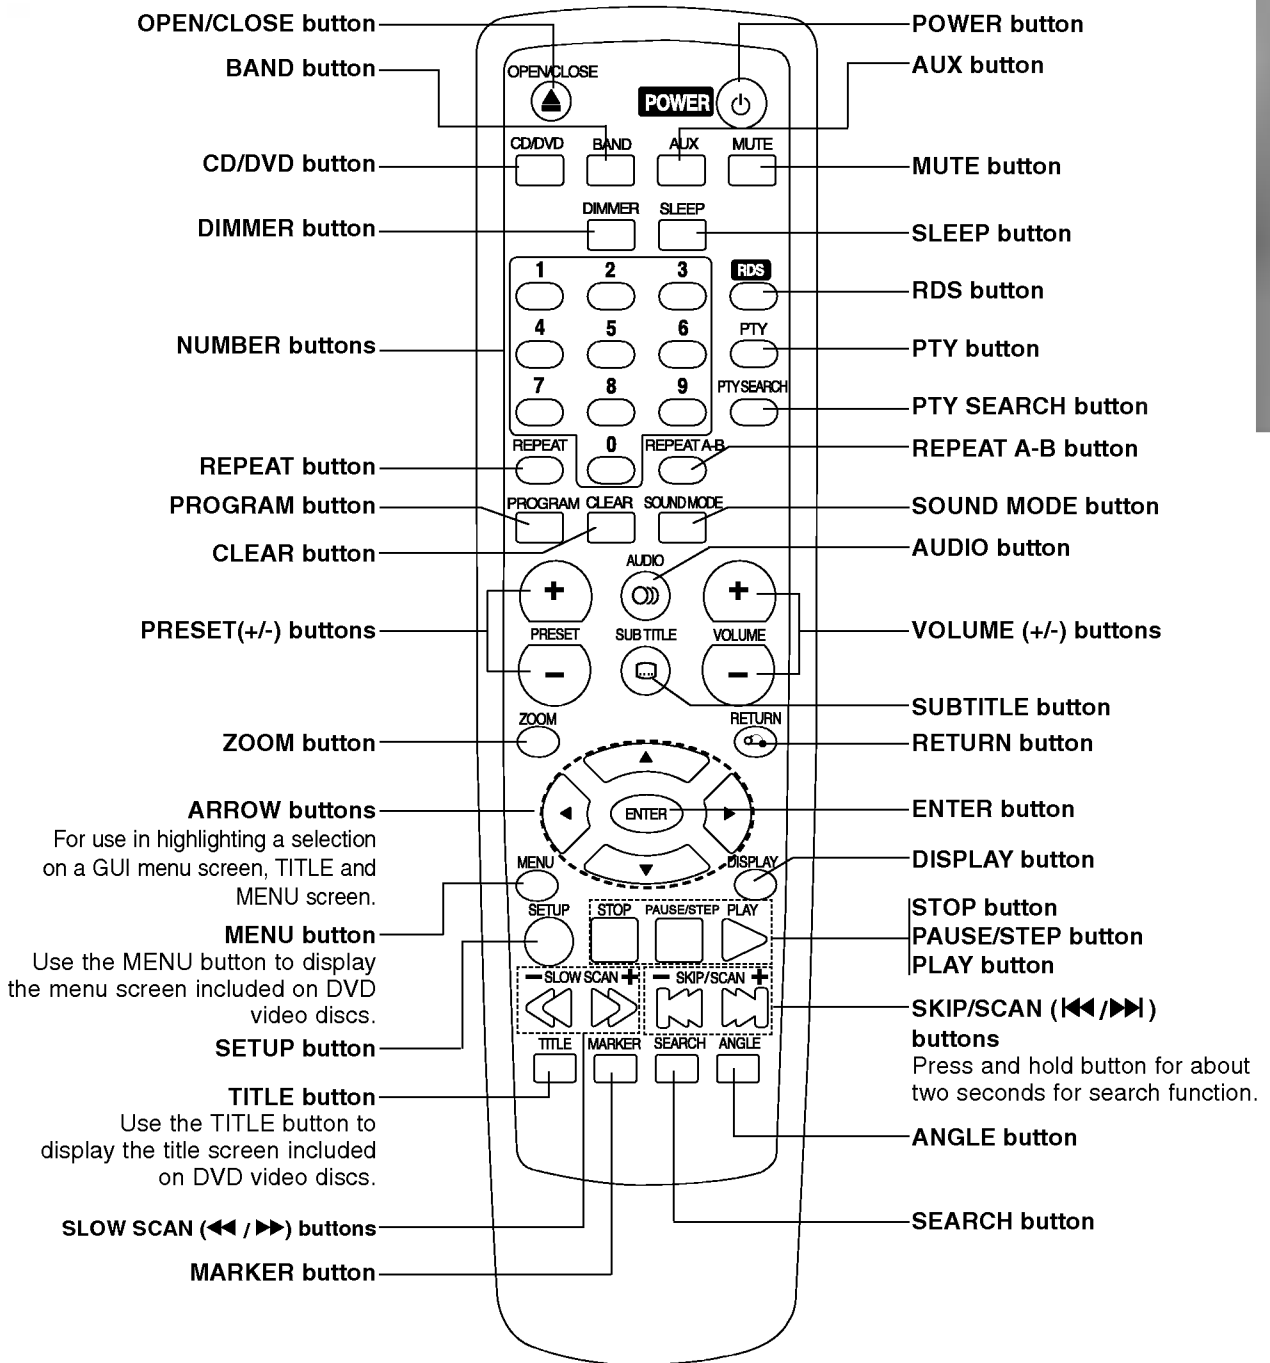 OPEN/CLOSE button
BAND button
CD/DVD button
DIMMER button
NUMBER buttons
REPEAT button
PROGRAM button
CLEAR button
PRESET(+/-) buttons
ZOOM button
ARROW buttons
For use in highlighting a selection
on a GUI menu screen, TITLE and
MENU screen.
MENU button
Use the MENU button to display
the menu screen included on DVD
video discs.
SETUP button
TITLE button
Use the TITLE button to
display the title screen included
on DVD video discs.
SLOW SCAN (◀◀ / ▶▶) buttons
MARKER button
OPEN/CLOSE
POWER
CD/DVD BAND AUX MUTE
DIMMER SLEEP
1 2 3 RDS
4 5 6 PTY
7 8 9 PTY SEARCH
REPEAT 0 REPEAT A-B
PROGRAM CLEAR SOUND MODE
AUDIO
+ +
PRESET SUB TITLE VOLUME
- -
ZOOM RETURN
ENTER
MENU DISPLAY
SETUP STOP PAUSE/STEP PLAY
- SLOW SCAN + - SKIP/SCAN +
TITLE MARKER SEARCH ANGLE
POWER button
AUX button
MUTE button
SLEEP button
RDS button
PTY button
PTY SEARCH button
REPEAT A-B button
SOUND MODE button
AUDIO button
VOLUME (+/-) buttons
SUBTITLE button
RETURN button
ENTER button
DISPLAY button
STOP button
PAUSE/STEP button
PLAY button
SKIP/SCAN (|◀◀ / ▶▶|)
buttons
Press and hold button for about
two seconds for search function.
ANGLE button
SEARCH button